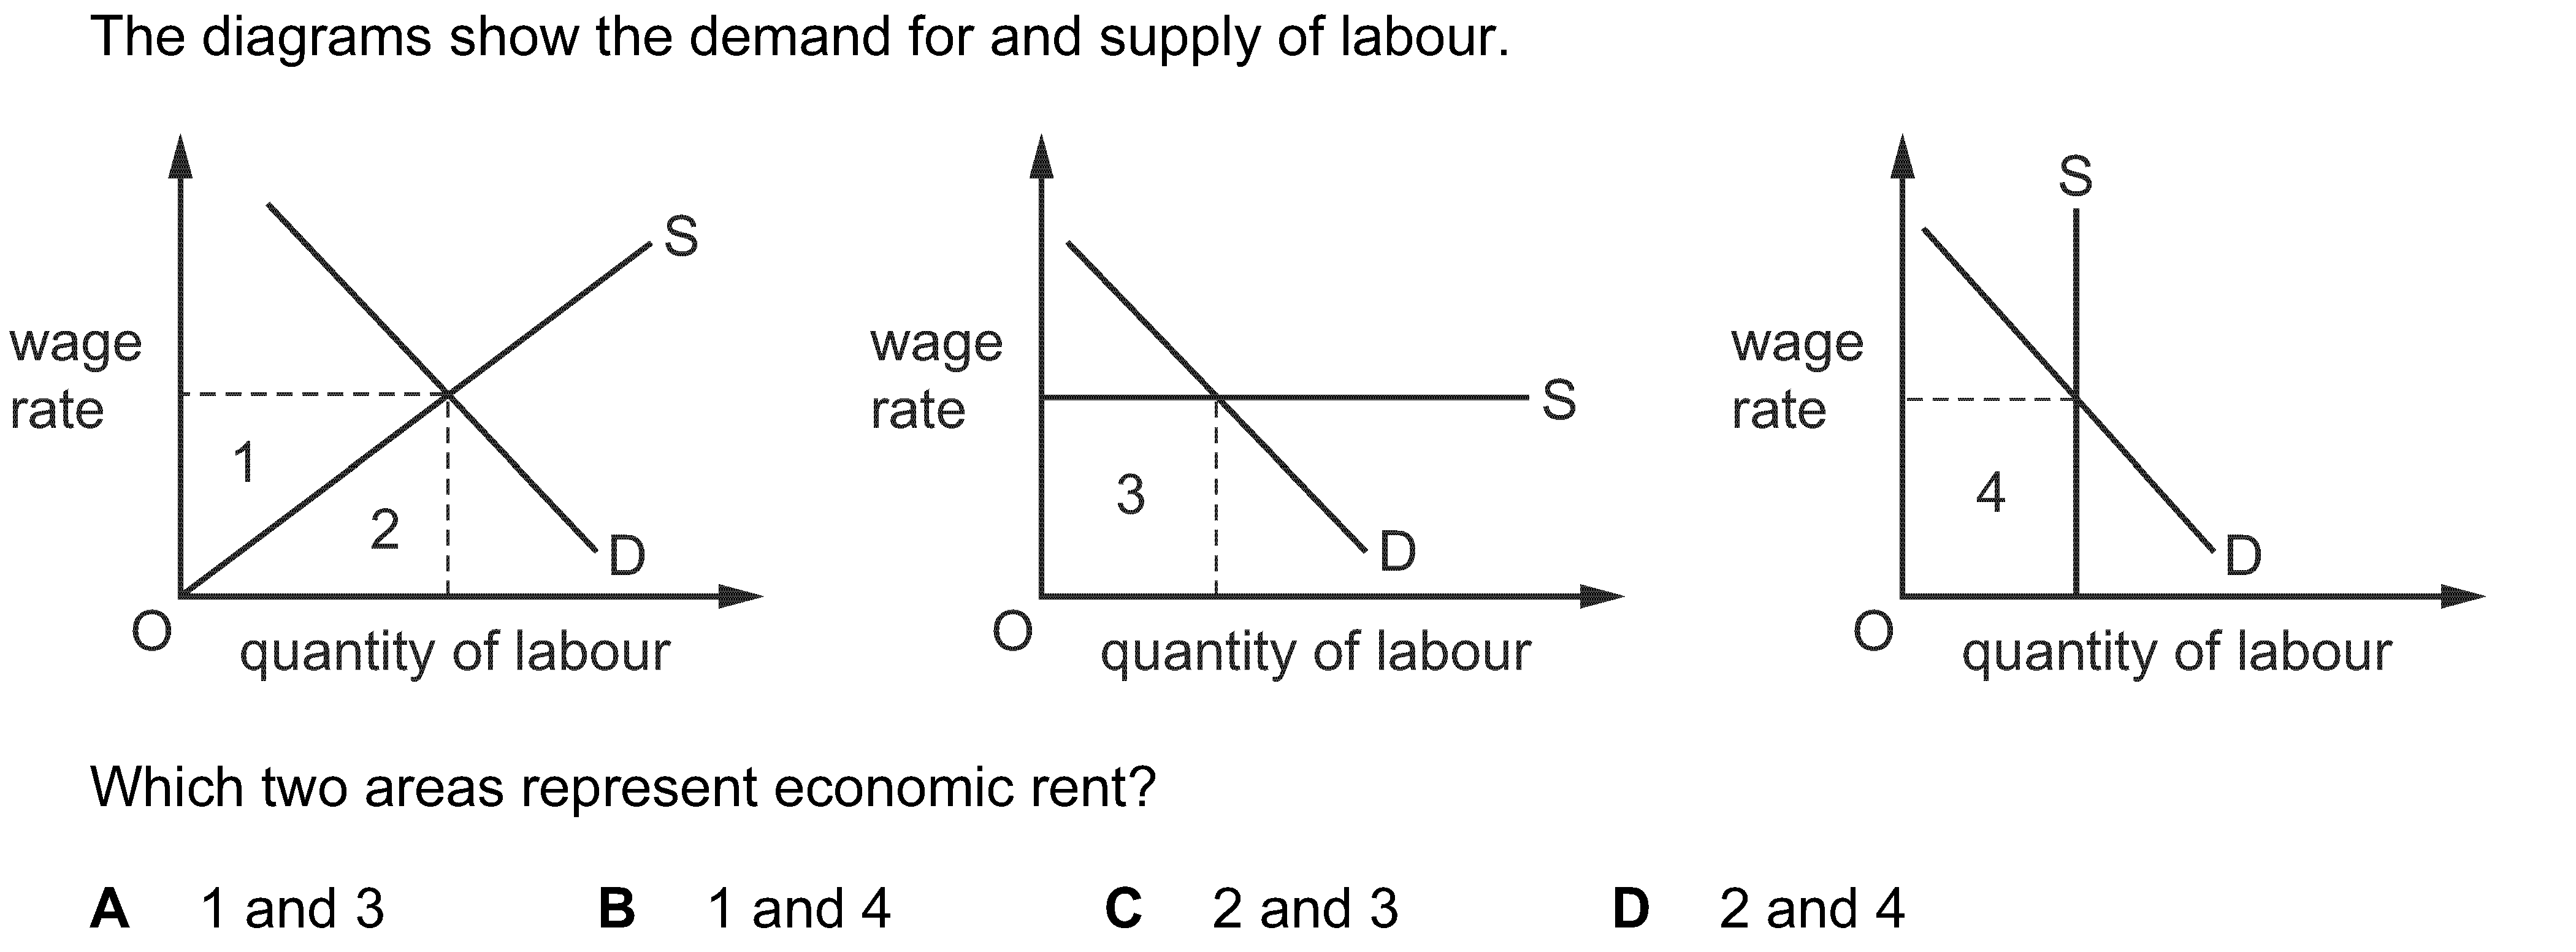 The diagrams show the demand for and supply of labour.
wage
rate
S
1
2
D
O
quantity of labour
wage
rate
S
3
D
O
quantity of labour
wage
rate
S
4
D
O
quantity of labour
Which two areas represent economic rent?
A 1 and 3 B 1 and 4 C 2 and 3 D 2 and 4